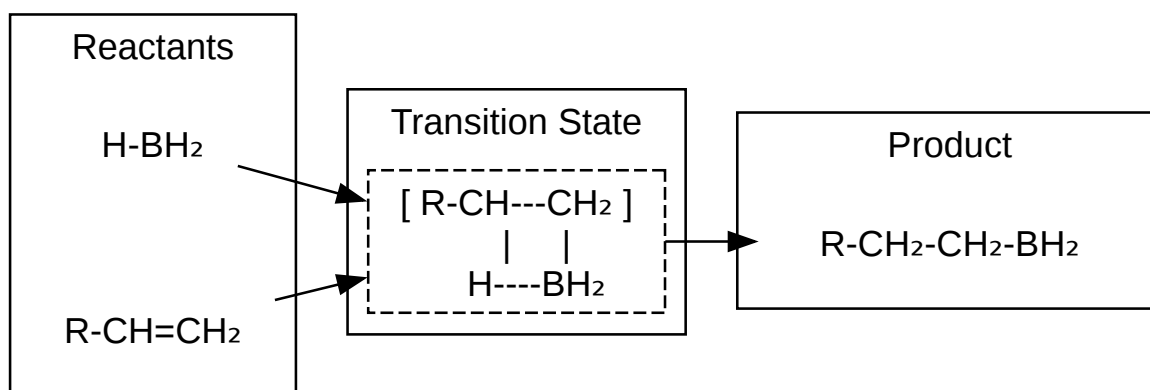 Reactants
H-BH₂
R-CH=CH₂
Transition State
[ R-CH---CH₂ ]
| |
H----BH₂
Product
R-CH₂-CH₂-BH₂